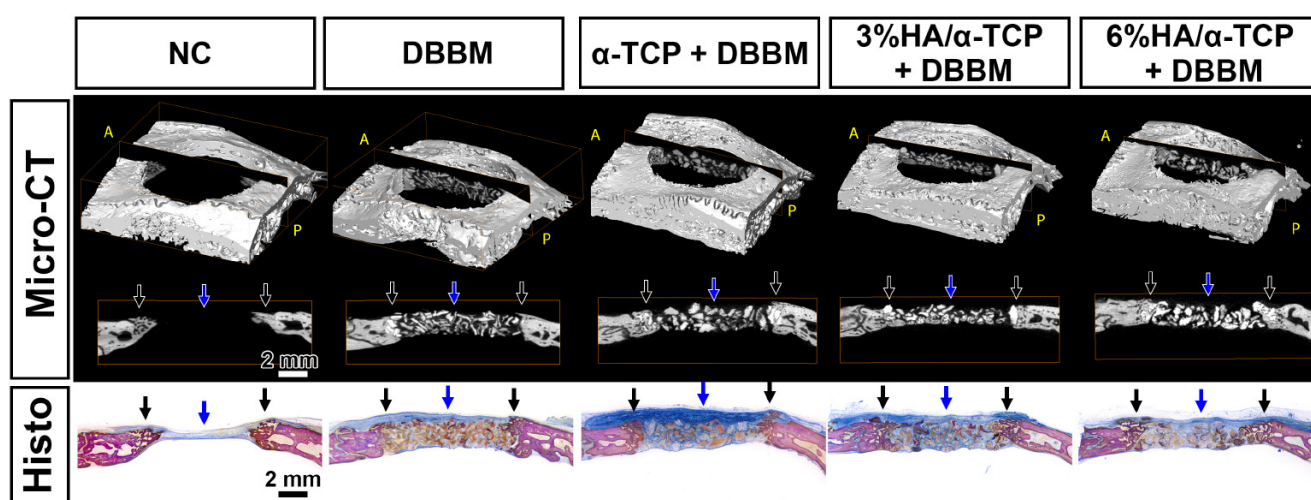 NC
DBBM
α-TCP + DBBM
3%HA/α-TCP
+ DBBM
6%HA/α-TCP
+ DBBM
Micro-CT
A
P
A
P
A
P
A
P
A
P
2 mm
Histo
2 mm